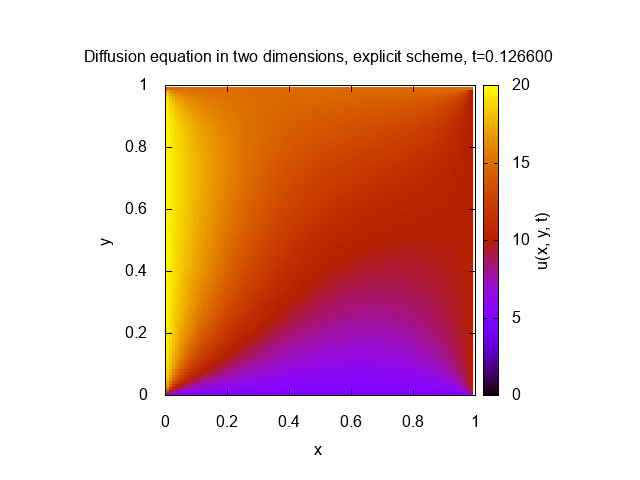 Diffusion equation in two dimensions, explicit scheme, t=0.126600
1
0.8
0.6
0.4
0.2
0
y
0 0.2 0.4 0.6 0.8 1
x
20
15
10
5
0
u(x, y, t)